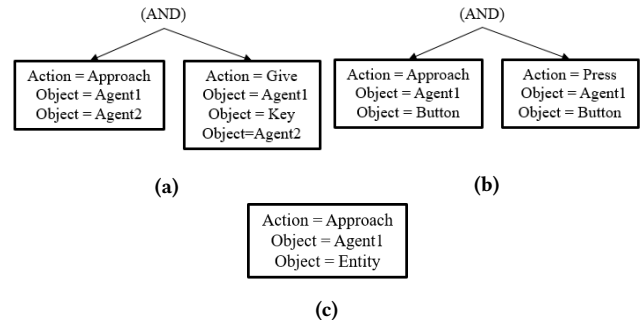 (AND)
Action = Approach
Object = Agent1
Object = Agent2
Action = Give
Object = Agent1
Object = Key
Object=Agent2
(a)
(AND)
Action = Approach
Object = Agent1
Object = Button
Action = Press
Object = Agent1
Object = Button
(b)
Action = Approach
Object = Agent1
Object = Entity
(c)